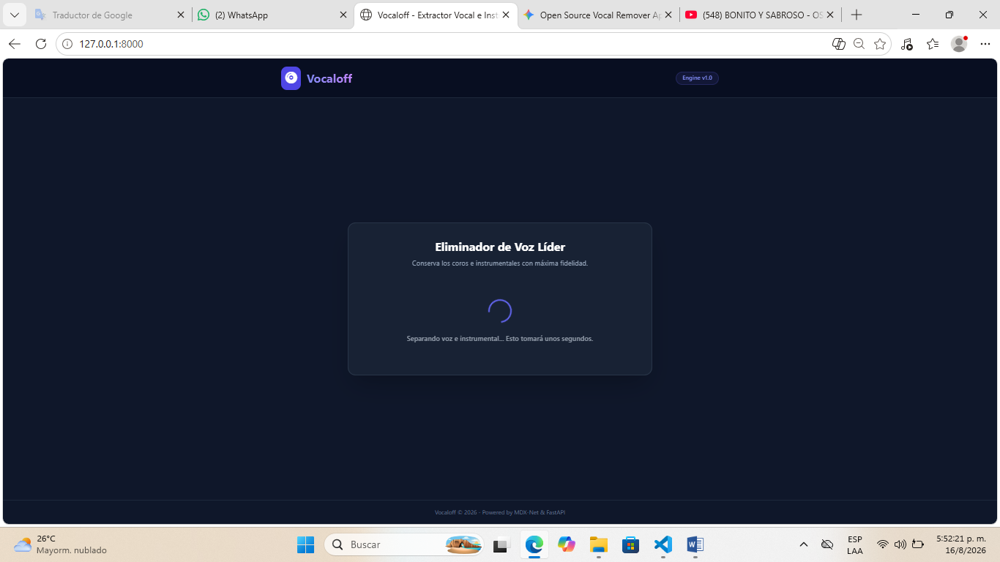 Traductor de Google
(2) WhatsApp
Vocaloff - Extractor Vocal e Inst
Open Source Vocal Remover Ap
(548) BONITO Y SABROSO - OS
127.0.0.1:8000
Vocaloff
Engine v1.0
Eliminador de Voz Líder
Conserva los coros e instrumentales con máxima fidelidad.
Separando voz e instrumental... Esto tomará unos segundos.
Vocaloff © 2026 - Powered by MDX-Net & FastAPI
26°C
Mayorm. nublado
Buscar
ESP
LAA
5:52:21 p. m.
16/8/2026